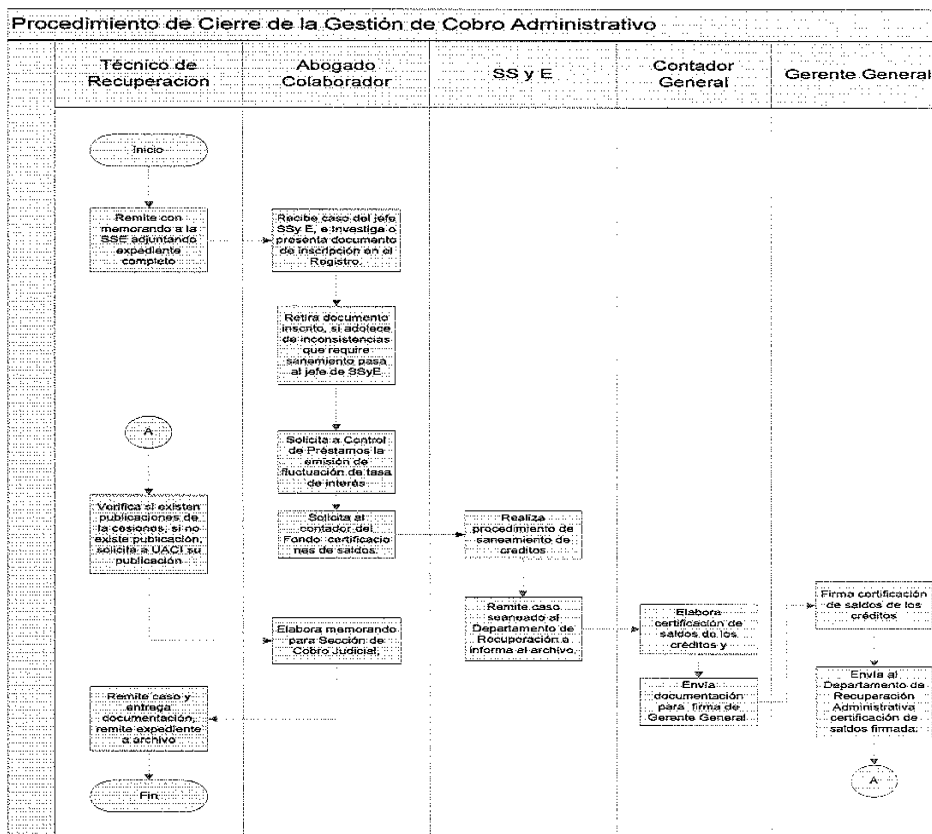 Procedimiento de Cierre de la Gestión de Cobro Administrativo
Técnico de
Recuperación
Abogado
Colaborador
SS y E
Contador
General
Gerente General
Inicio
Remite con
memorando a la
SSE adjuntando
expediente
completo
Recibe caso del jefe
SSy E, e Investiga o
presenta documento
de inscripción en el
Registro.
Retira documento
inscrito, si adolece
de inconsistencias
que require
sanemiento pasa
al jefe de SSyE
A
Solicita a Control
de Préstamos la
emisión de
fluctuación de tasa
de interés
Verifica si existen
publicaciones de
la cesiones, si no
existe publicación,
solicita a UACI su
publicación
Solicita al
contador del
Fondo certificacio
nes de saldos.
Realiza
procedimiento de
saneamiento de
créditos
Remite caso
seaneado al
Departamento de
Recuperación e
informa al archivo.
Elabora
certificación de
saldos de los
créditos y
Firma certificación
de saldos de los
créditos
Elabora memorando
para Sección de
Cobro Judicial,
Envía
documentación
para firma de
Gerente General
Envía al
Departamento de
Recuperación
Administrativa
certificación de
saldos firmada.
Remite caso y
entrega
documentación,
remite expediente
a archivo
A
Fin